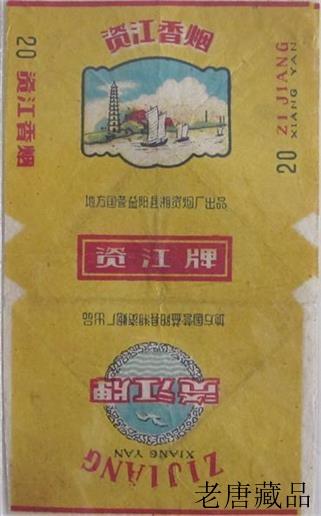 资江香烟
20 资江香烟
ZIJIANG
XIANG YAN
20
地方国营益阳县湘资烟厂出品
资江牌
地方国营益阳县湘资烟厂出品
资江牌
XIANG YAN
ZIJIANG
老唐藏品